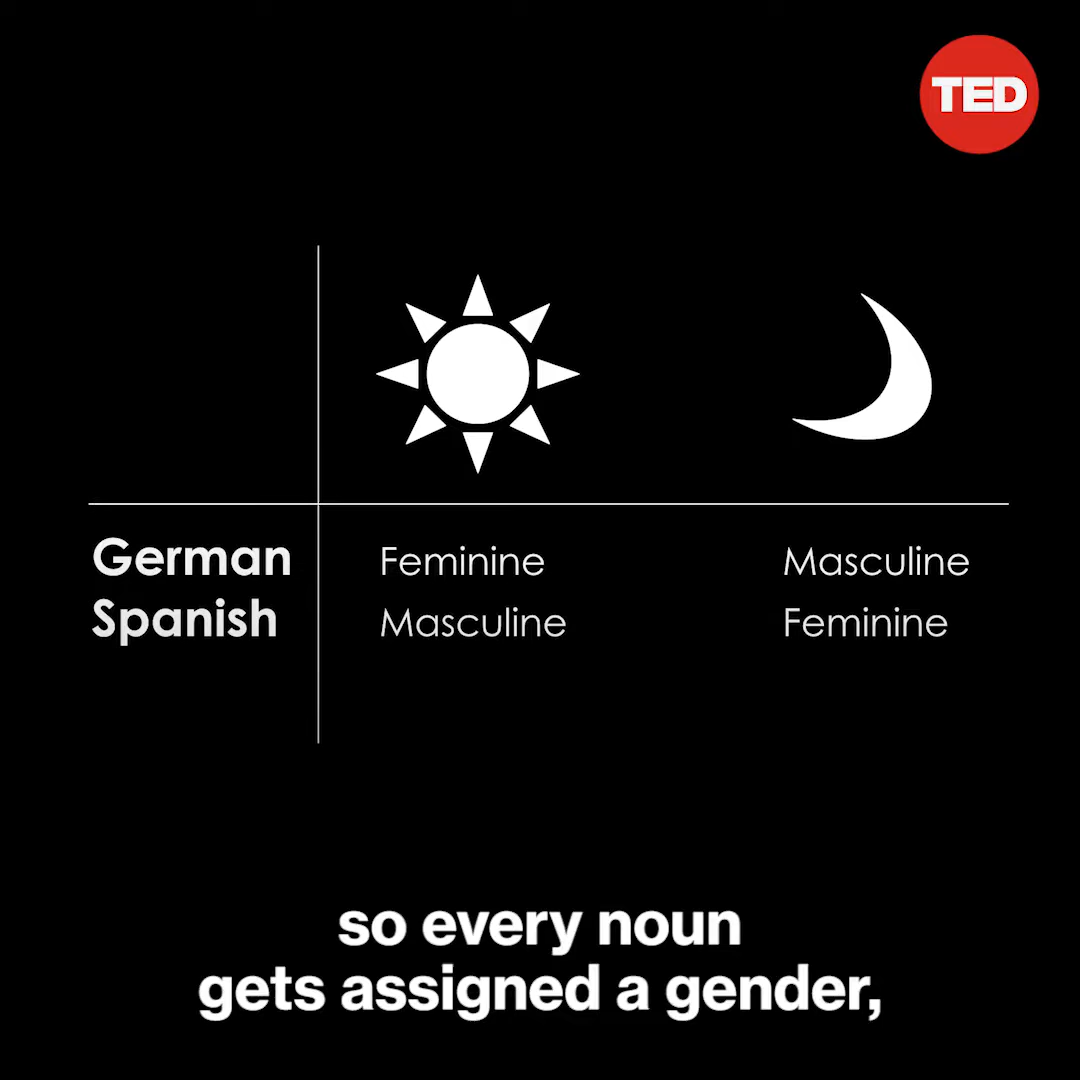 TED
German Feminine Masculine
Spanish Masculine Feminine
so every noun
gets assigned a gender,